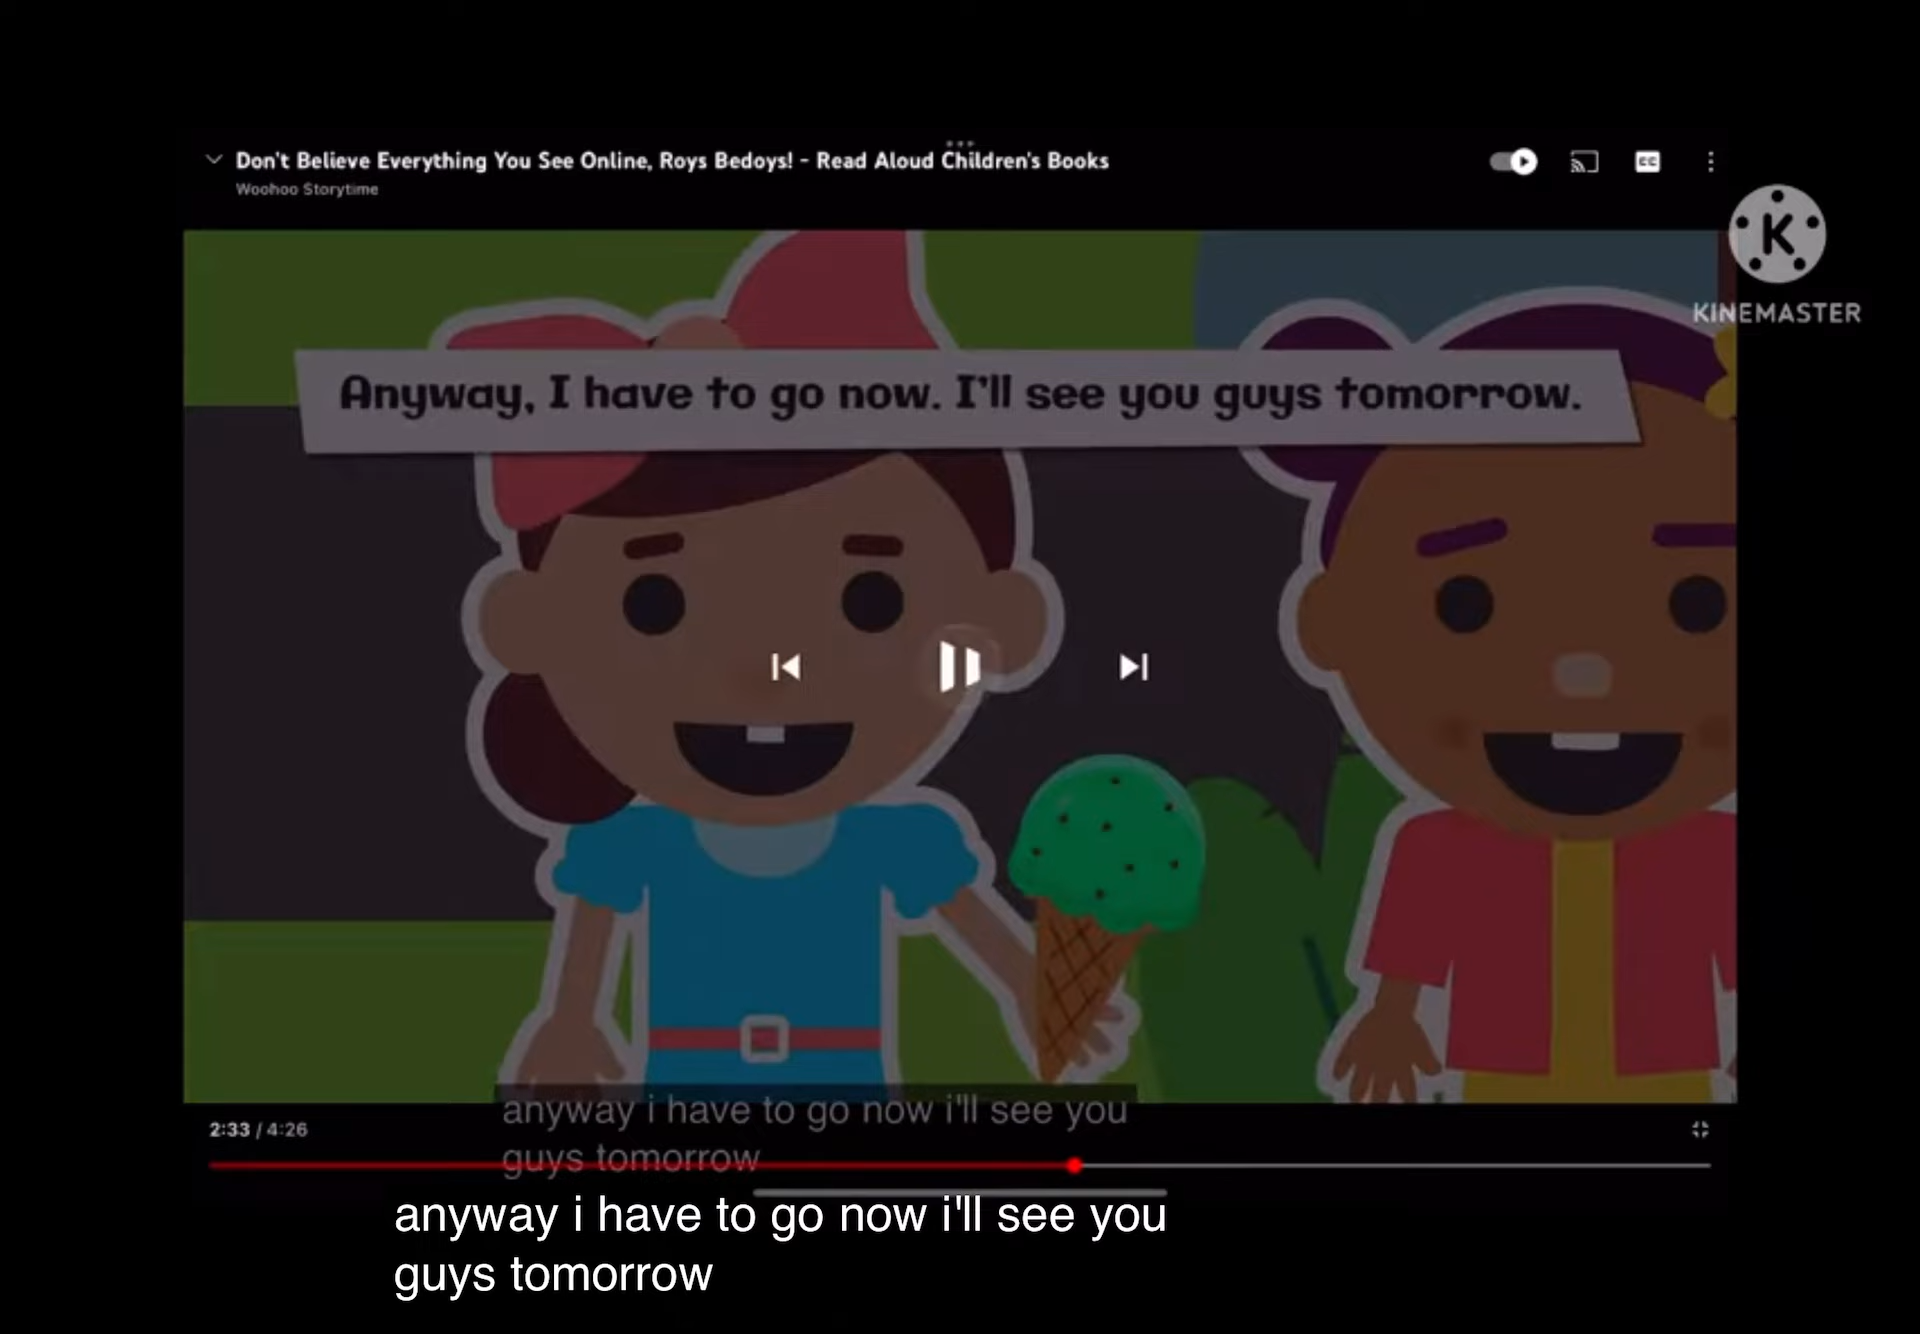 Don't Believe Everything You See Online, Roys Bedoys! - Read Aloud Children's Books
Woohoo Storytime
CC
K
KINEMASTER
Anyway, I have to go now. I'll see you guys tomorrow.
anyway i have to go now i'll see you
guys tomorrow
2:33 / 4:26
anyway i have to go now i'll see you
guys tomorrow